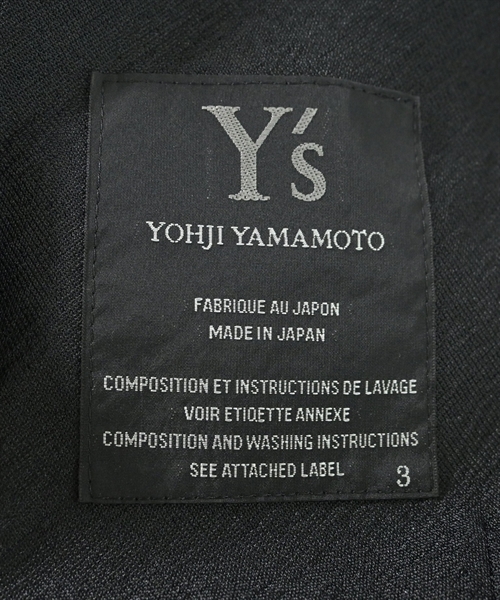 Y's
YOHJI YAMAMOTO
FABRIQUE AU JAPON
MADE IN JAPAN
COMPOSITION ET INSTRUCTIONS DE LAVAGE
VOIR ETIQETTE ANNEXE
COMPOSITION AND WASHING INSTRUCTIONS
SEE ATTACHED LABEL 3